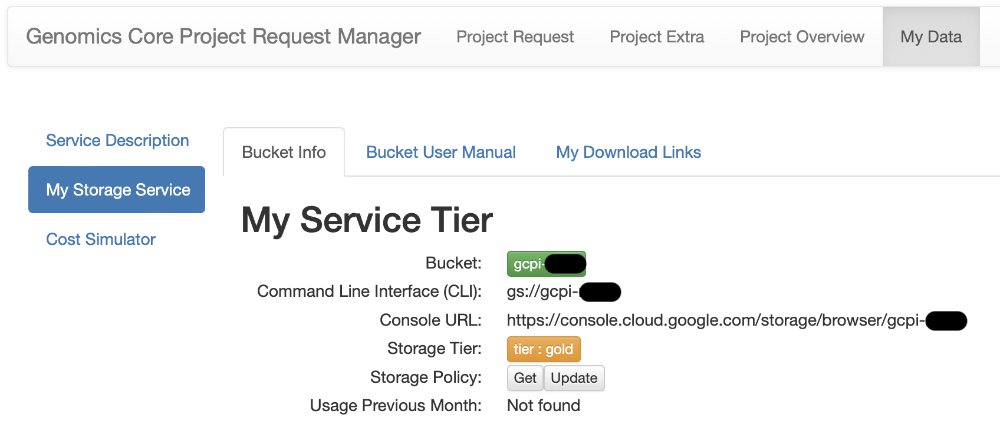 Genomics Core Project Request Manager Project Request Project Extra Project Overview My Data
Service Description
My Storage Service
Cost Simulator
Bucket Info Bucket User Manual My Download Links
My Service Tier
Bucket: gcpi-
Command Line Interface (CLI): gs://gcpi-
Console URL: https://console.cloud.google.com/storage/browser/gcpi-
Storage Tier: tier : gold
Storage Policy: Get Update
Usage Previous Month: Not found